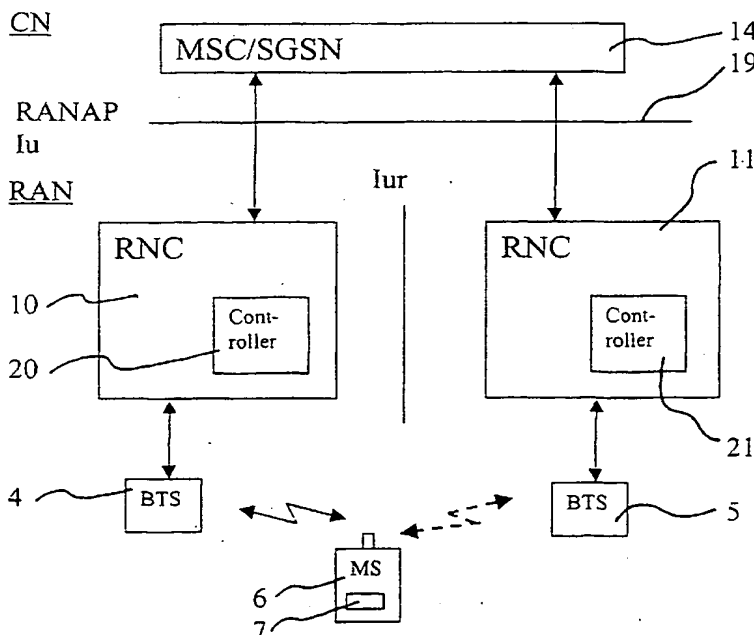 CN
MSC/SGSN
14
19
RANAP
Iu
RAN
Iur
11
RNC
RNC
10
Cont-
roller
Cont-
roller
20
21
4
BTS
BTS
5
MS
6
7